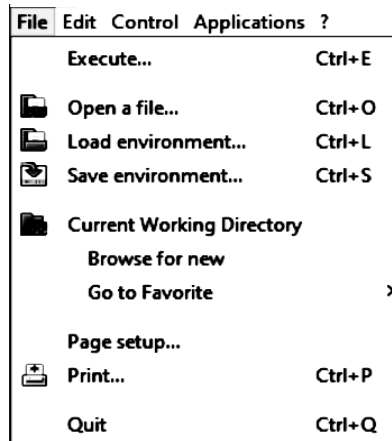 File Edit Control Applications ?
Execute... Ctrl+E
Open a file... Ctrl+O
Load environment... Ctrl+L
Save environment... Ctrl+S
Current Working Directory
Browse for new
Go to Favorite
Page setup...
Print... Ctrl+P
Quit Ctrl+Q